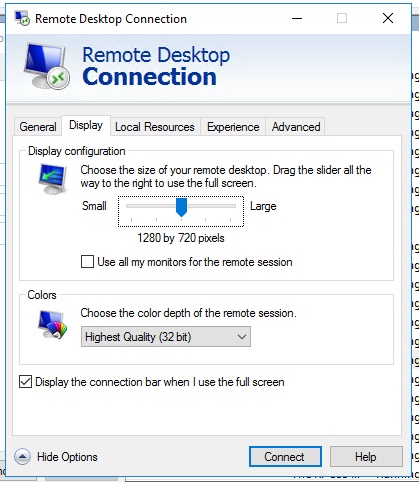 Remote Desktop Connection
Remote Desktop
Connection
General Display Local Resources Experience Advanced
Display configuration
Choose the size of your remote desktop. Drag the slider all the
way to the right to use the full screen.
Small Large
1280 by 720 pixels
Use all my monitors for the remote session
Colors
Choose the color depth of the remote session.
Highest Quality (32 bit)
Display the connection bar when I use the full screen
Hide Options Connect Help